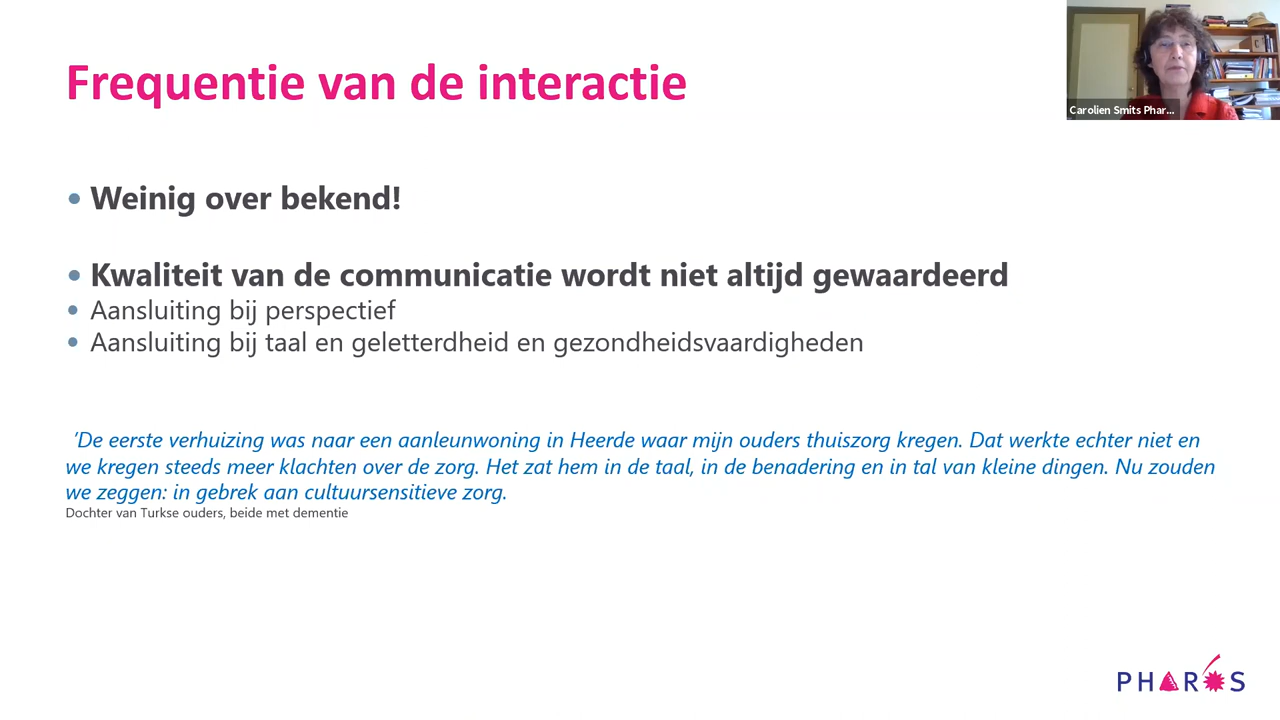 Frequentie van de interactie
Carolien Smits Phar...
• Weinig over bekend!
• Kwaliteit van de communicatie wordt niet altijd gewaardeerd
• Aansluiting bij perspectief
• Aansluiting bij taal en geletterdheid en gezondheidsvaardigheden
'De eerste verhuizing was naar een aanleunwoning in Heerde waar mijn ouders thuiszorg kregen. Dat werkte echter niet en
we kregen steeds meer klachten over de zorg. Het zat hem in de taal, in de benadering en in tal van kleine dingen. Nu zouden
we zeggen: in gebrek aan cultuursensitieve zorg.
Dochter van Turkse ouders, beide met dementie
PHAROS